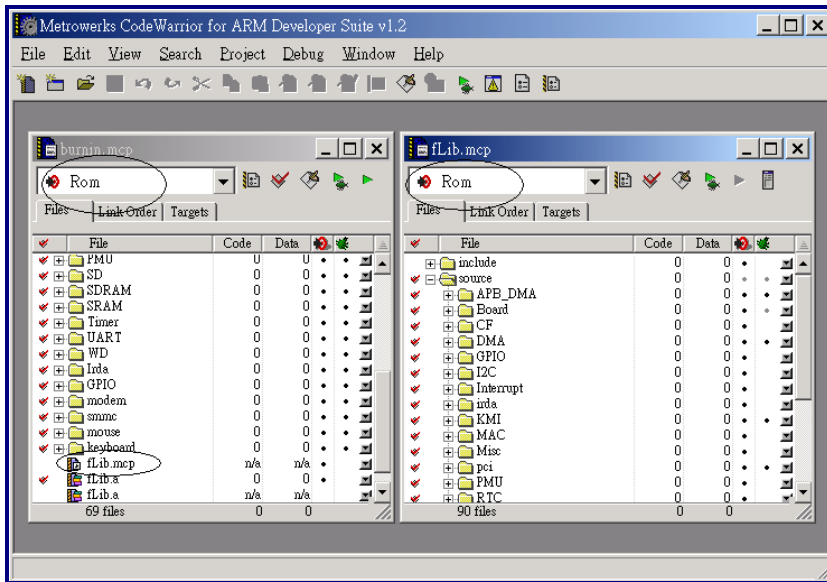 Metrowerks CodeWarrior for ARM Developer Suite v1.2
File Edit View Search Project Debug Window Help
burnin.mcp
Rom
Files Link Order Targets
File Code Data
PMU 0 0
SD 0 0
SDRAM 0 0
SRAM 0 0
Timer 0 0
UART 0 0
WD 0 0
Irda 0 0
GPIO 0 0
modem 0 0
smmc 0 0
mouse 0 0
keyboard 0 0
fLib.mcp n/a n/a
fLib.a 0 0
fLib.a n/a n/a
69 files 0 0
fLib.mcp
Rom
Files Link Order Targets
File Code Data
include 0 0
source 0 0
APB_DMA 0 0
Board 0 0
CF 0 0
DMA 0 0
GPIO 0 0
I2C 0 0
Interrupt 0 0
irda 0 0
KMI 0 0
MAC 0 0
Misc 0 0
pci 0 0
PMU 0 0
RTC 0 0
90 files 0 0